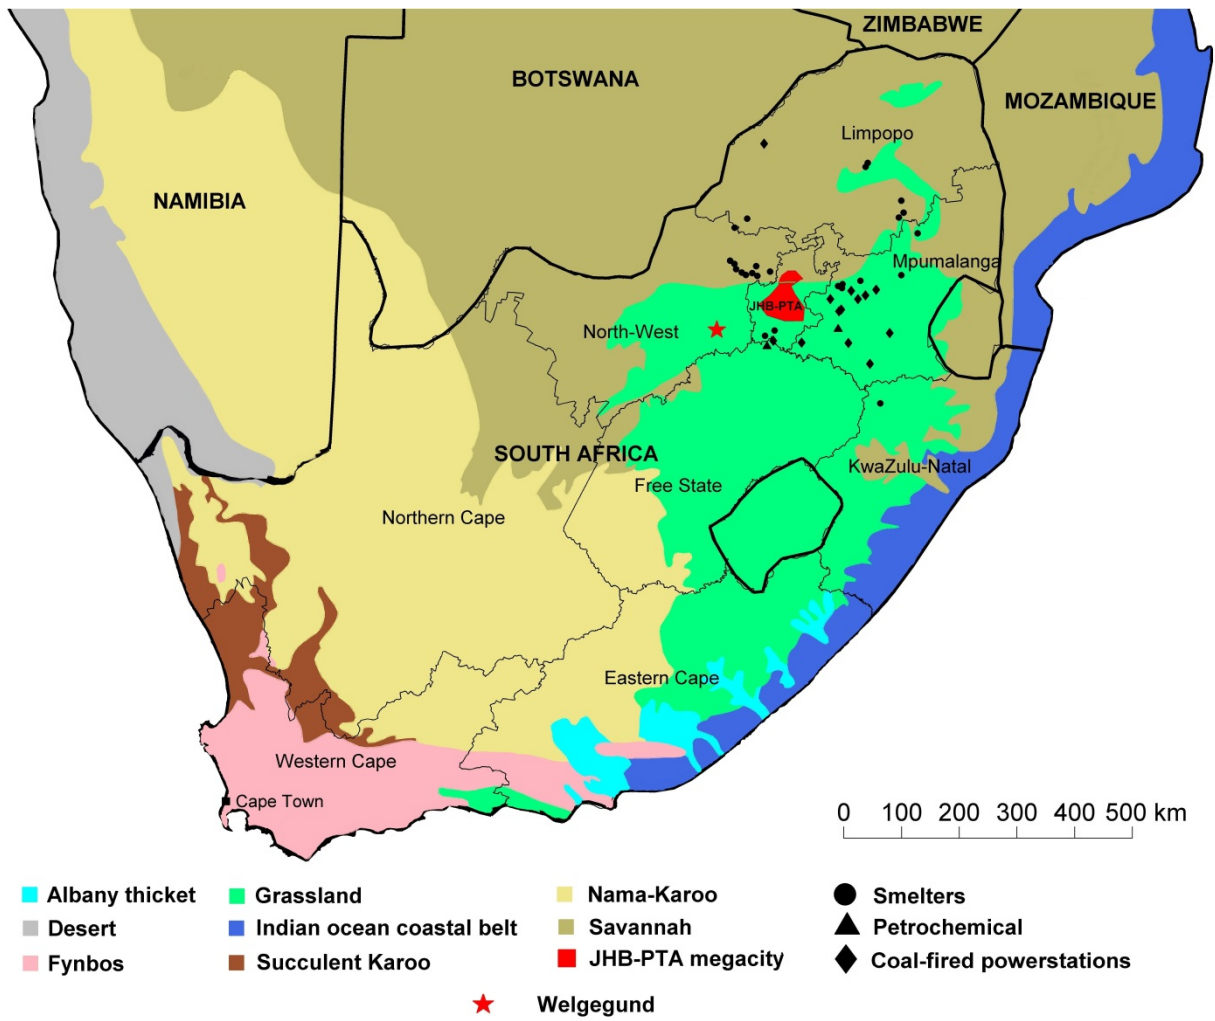 ZIMBABWE
BOTSWANA
MOZAMBIQUE
Limpopo
NAMIBIA
Mpumalanga
JHB-PTA
North-West
SOUTH AFRICA
KwaZulu-Natal
Free State
Northern Cape
Eastern Cape
Western Cape
Cape Town
0 100 200 300 400 500 km
Albany thicket Grassland Nama-Karoo Smelters
Desert Indian ocean coastal belt Savannah Petrochemical
Fynbos Succulent Karoo JHB-PTA megacity Coal-fired powerstations
Welgegund